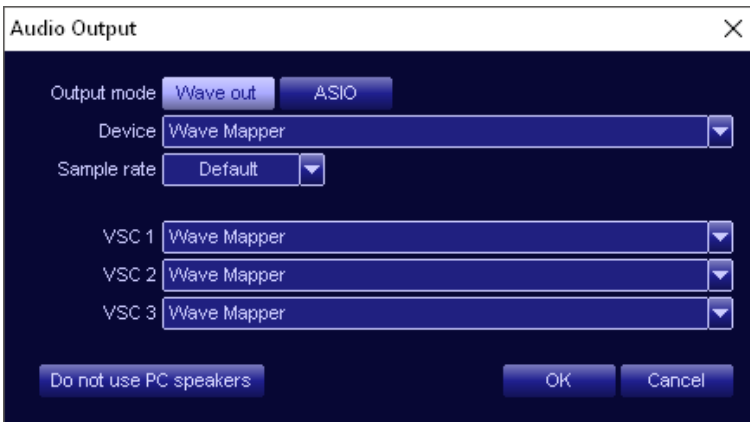 Audio Output
Output mode Wave out ASIO
Device Wave Mapper
Sample rate Default
VSC 1 Wave Mapper
VSC 2 Wave Mapper
VSC 3 Wave Mapper
Do not use PC speakers OK Cancel